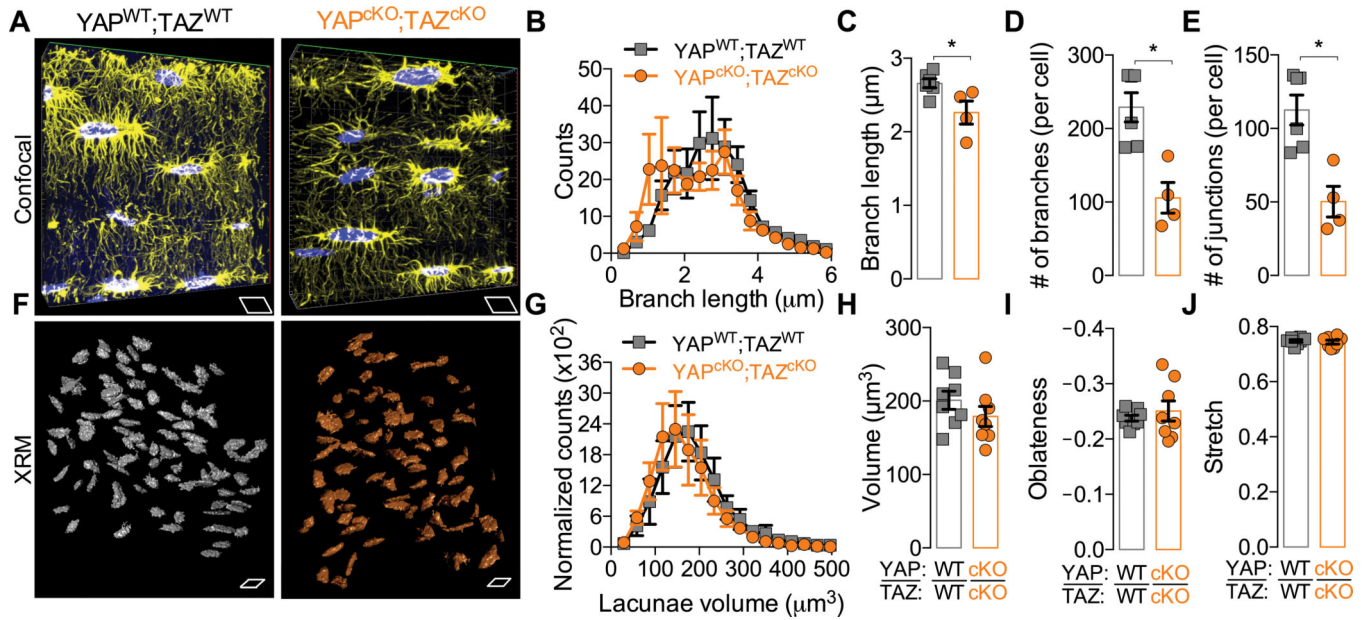 A
YAP^WT;TAZ^WT
YAP^cKO;TAZ^cKO
Confocal
B
YAP^WT;TAZ^WT
YAP^cKO;TAZ^cKO
Counts
50
40
30
20
10
0
0 2 4 6
Branch length (μm)
C
*
Branch length (μm)
3
2
1
0
D
*
# of branches (per cell)
300
200
100
0
E
*
# of junctions (per cell)
150
100
50
0
F
XRM
G
YAP^WT;TAZ^WT
YAP^cKO;TAZ^cKO
Normalized counts (x10^2)
36
30
24
18
12
6
0
0 100 200 300 400 500
Lacunae volume (μm^3)
H
Volume (μm^3)
300
200
100
0
YAP: WT cKO
TAZ: WT cKO
I
Oblateness
−0.4
−0.3
−0.2
−0.1
0.0
YAP: WT cKO
TAZ: WT cKO
J
Stretch
0.8
0.6
0.4
0.2
0.0
YAP: WT cKO
TAZ: WT cKO